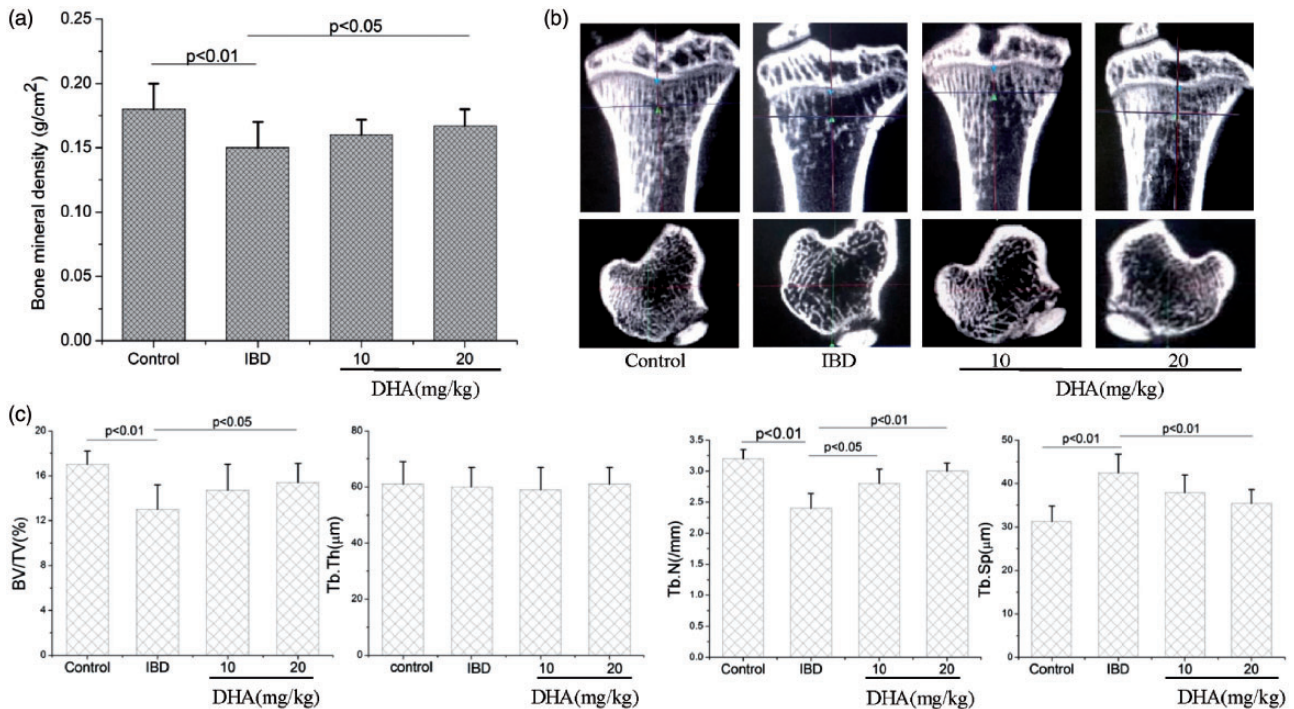 (a)
0.25
0.20
0.15
0.10
0.05
0.00
Bone mineral density (g/cm²)
p<0.01
p<0.05
Control
IBD
10
20
DHA(mg/kg)
(b)
Control
IBD
10
20
DHA(mg/kg)
(c)
20
16
12
8
4
0
BV/TV(%)
p<0.01
p<0.05
Control
IBD
10
20
DHA(mg/kg)
80
60
40
20
0
Tb.Th(μm)
control
IBD
10
20
DHA(mg/kg)
3.5
3.0
2.5
2.0
1.5
1.0
0.5
0.0
Tb.N(/mm)
p<0.01
p<0.01
p<0.05
Control
IBD
10
20
DHA(mg/kg)
50
40
30
20
10
0
Tb.Sp(μm)
p<0.01
p<0.01
Control
IBD
10
20
DHA(mg/kg)